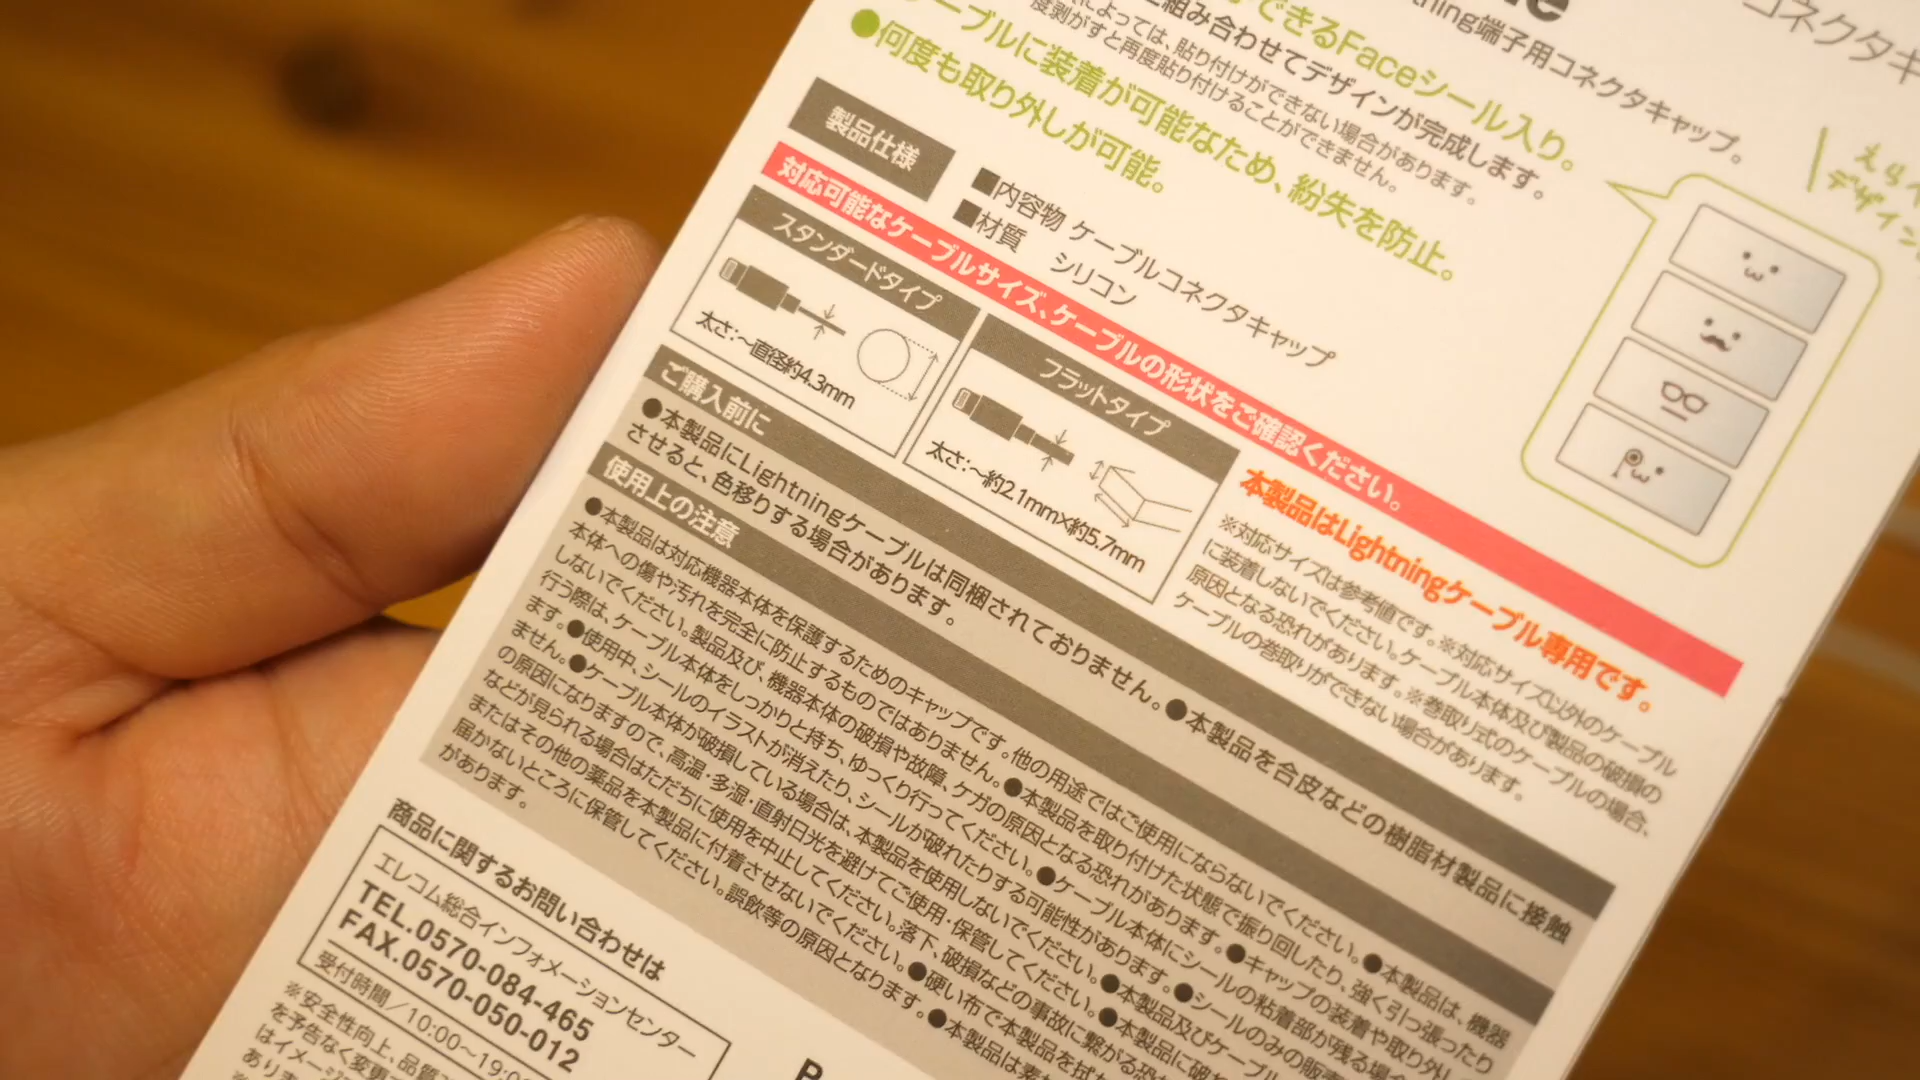 コネクタキ
hing端子用コネクタキャップ。
できるFaceシール入り。
組み合わせてデザインが完成します。
によっては、貼り付けができない場合があります。
度剥がすと再度貼り付けることができません。
ーブルに装着が可能なため、紛失を防止。
●何度も取り外しが可能。
えらべ
デザイン
製品仕様
■内容物 ケーブルコネクタキャップ
■材質 シリコン
対応可能なケーブルサイズ、ケーブルの形状をご確認ください。
スタンダードタイプ
太さ:～直径約4.3mm
フラットタイプ
太さ:～約2.1mm×約5.7mm
本製品はLightningケーブル専用です。
※対応サイズは参考値です。※対応サイズ以外のケーブル
に装着しないでください。ケーブル本体及び製品の破損の
原因となる恐れがあります。※巻取り式のケーブルの場合、
ケーブルの巻取りができない場合があります。
ご購入前に
●本製品にLightningケーブルは同梱されておりません。●本製品を合皮などの樹脂材製品に接触
させると、色移りする場合があります。
使用上の注意
●本製品は対応機器本体を保護するためのキャップです。他の用途ではご使用にならないでください。●本製品は、機器
本体への傷や汚れを完全に防止するものではありません。●本製品を取り付けた状態で振り回したり、強く引っ張ったり
しないでください。製品及び、機器本体の破損や故障、ケガの原因となる恐れがあります。●キャップの装着や取り外し
行う際は、ケーブル本体をしっかりと持ち、ゆっくり行ってください。●ケーブル本体にシールの粘着部が残る場合
ます。●使用中、シールのイラストが消えたり、シールが破れたりする可能性があります。●シールのみの販売
ません。●ケーブル本体が破損している場合は、本製品を使用しないでください。●本製品及びケーブル
の原因になりますので、高温・多湿・直射日光を避けてご使用・保管してください。●本製品に破
などが見られる場合はただちに使用を中止してください。落下、破損などの事故に繋がる恐
またはその他の薬品を本製品に付着させないでください。●硬い布で本製品を拭
届かないところに保管してください。誤飲等の原因となります。●本製品は素
があります。
商品に関するお問い合わせは
エレコム総合インフォメーションセンター
TEL.0570-084-465
FAX.0570-050-012
受付時間／10:00～19:0
※安全性向上、品質
を予告なく変更
はイメージ
あります